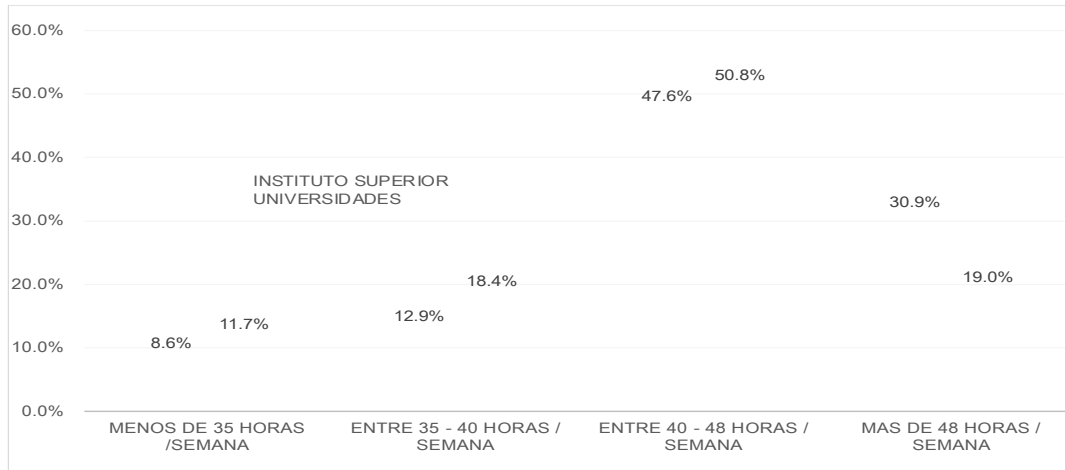 60.0%
50.0%
40.0%
30.0%
20.0%
10.0%
0.0%
50.8%
47.6%
INSTITUTO SUPERIOR
UNIVERSIDADES
30.9%
18.4%
19.0%
12.9%
11.7%
8.6%
MENOS DE 35 HORAS
/SEMANA
ENTRE 35 - 40 HORAS /
SEMANA
ENTRE 40 - 48 HORAS /
SEMANA
MAS DE 48 HORAS /
SEMANA